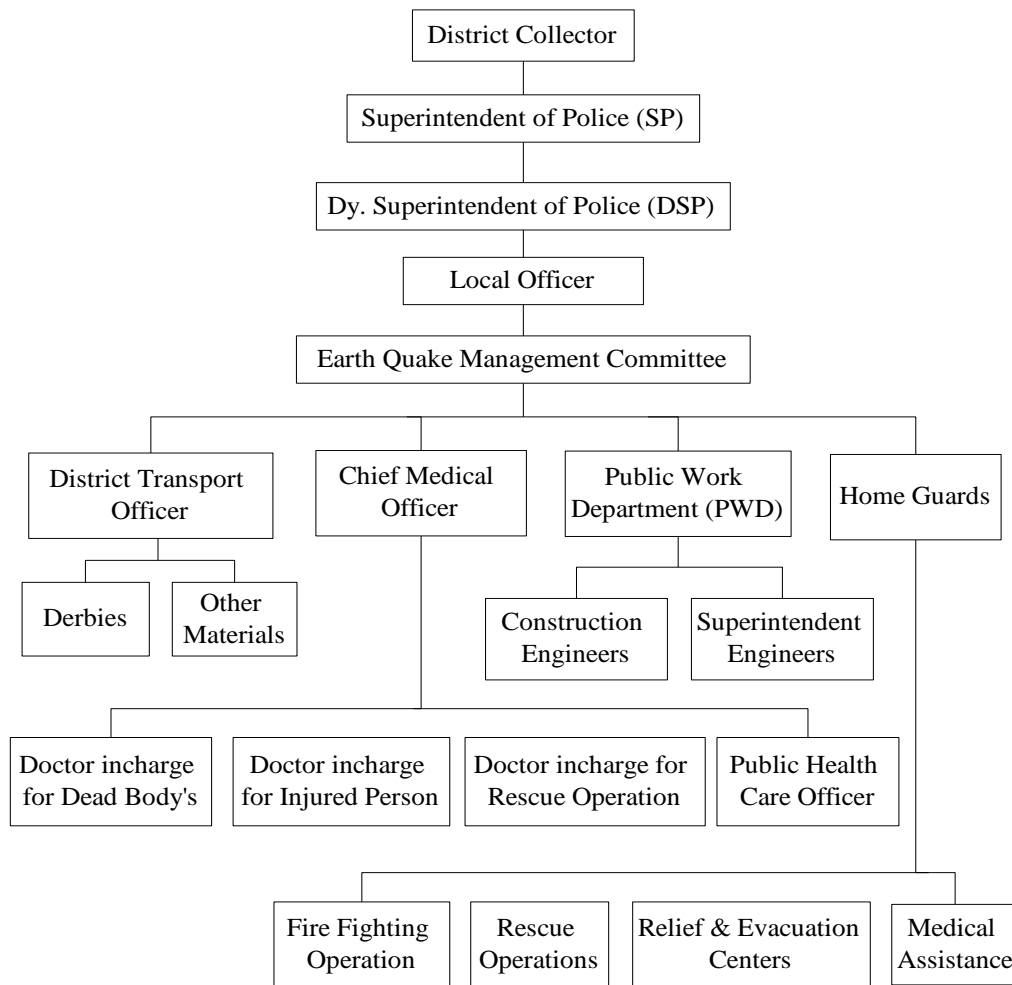 District Collector
Superintendent of Police (SP)
Dy. Superintendent of Police (DSP)
Local Officer
Earth Quake Management Committee
District Transport
Officer
Chief Medical
Officer
Public Work
Department (PWD)
Home Guards
Derbies
Other
Materials
Construction
Engineers
Superintendent
Engineers
Doctor incharge
for Dead Body's
Doctor incharge
for Injured Person
Doctor incharge for
Rescue Operation
Public Health
Care Officer
Fire Fighting
Operation
Rescue
Operations
Relief & Evacuation
Centers
Medical
Assistance